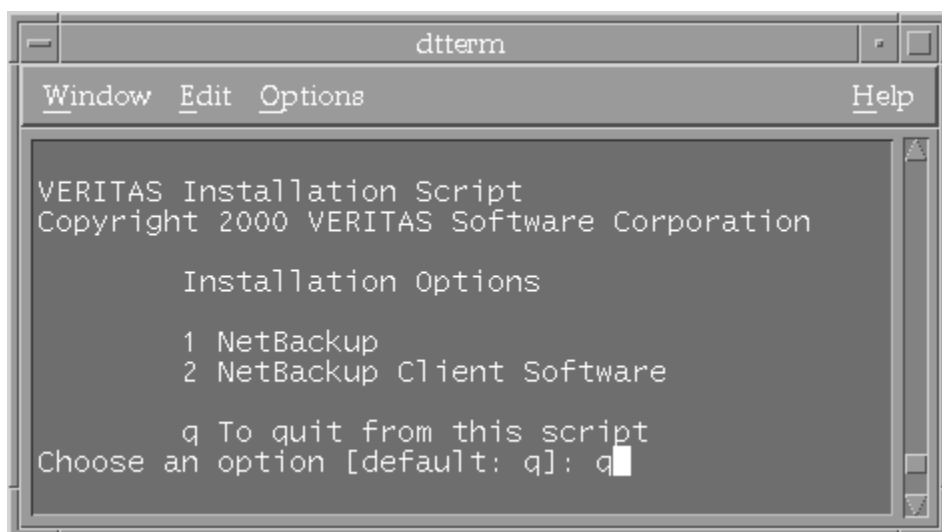 dtterm
Window Edit Options Help
VERITAS Installation Script
Copyright 2000 VERITAS Software Corporation
Installation Options
1 NetBackup
2 NetBackup Client Software
q To quit from this script
Choose an option [default: q]: q